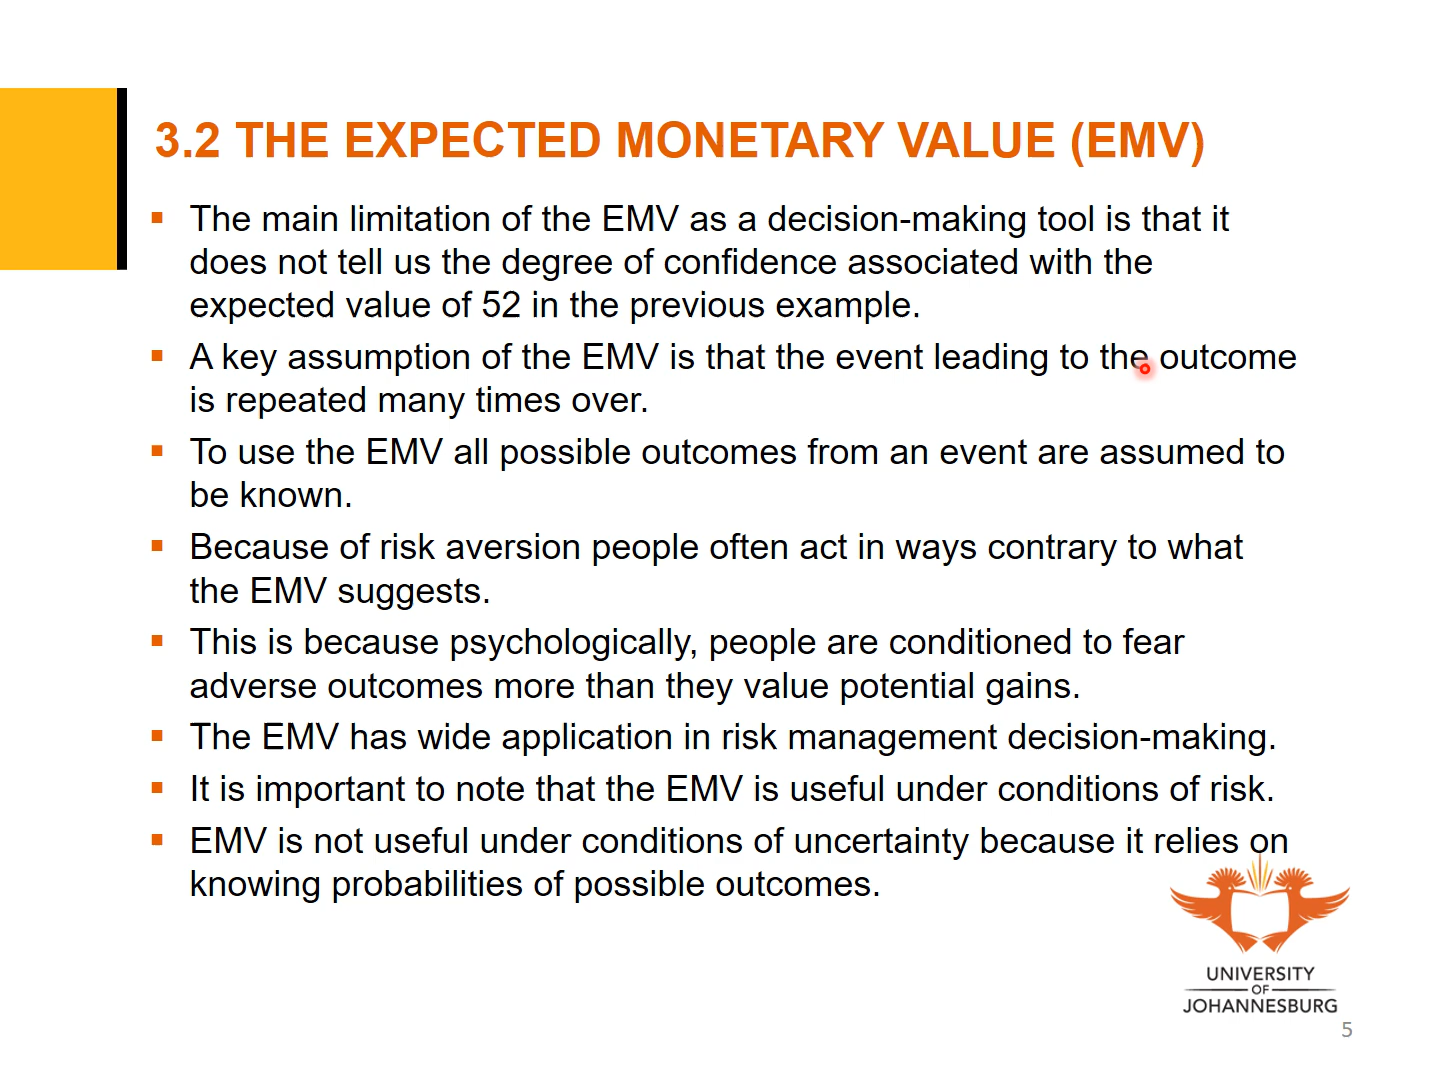 3.2 THE EXPECTED MONETARY VALUE (EMV)
The main limitation of the EMV as a decision-making tool is that it
does not tell us the degree of confidence associated with the
expected value of 52 in the previous example.
A key assumption of the EMV is that the event leading to the outcome
is repeated many times over.
To use the EMV all possible outcomes from an event are assumed to
be known.
Because of risk aversion people often act in ways contrary to what
the EMV suggests.
This is because psychologically, people are conditioned to fear
adverse outcomes more than they value potential gains.
The EMV has wide application in risk management decision-making.
It is important to note that the EMV is useful under conditions of risk.
EMV is not useful under conditions of uncertainty because it relies on
knowing probabilities of possible outcomes.
UNIVERSITY
OF
JOHANNESBURG
5